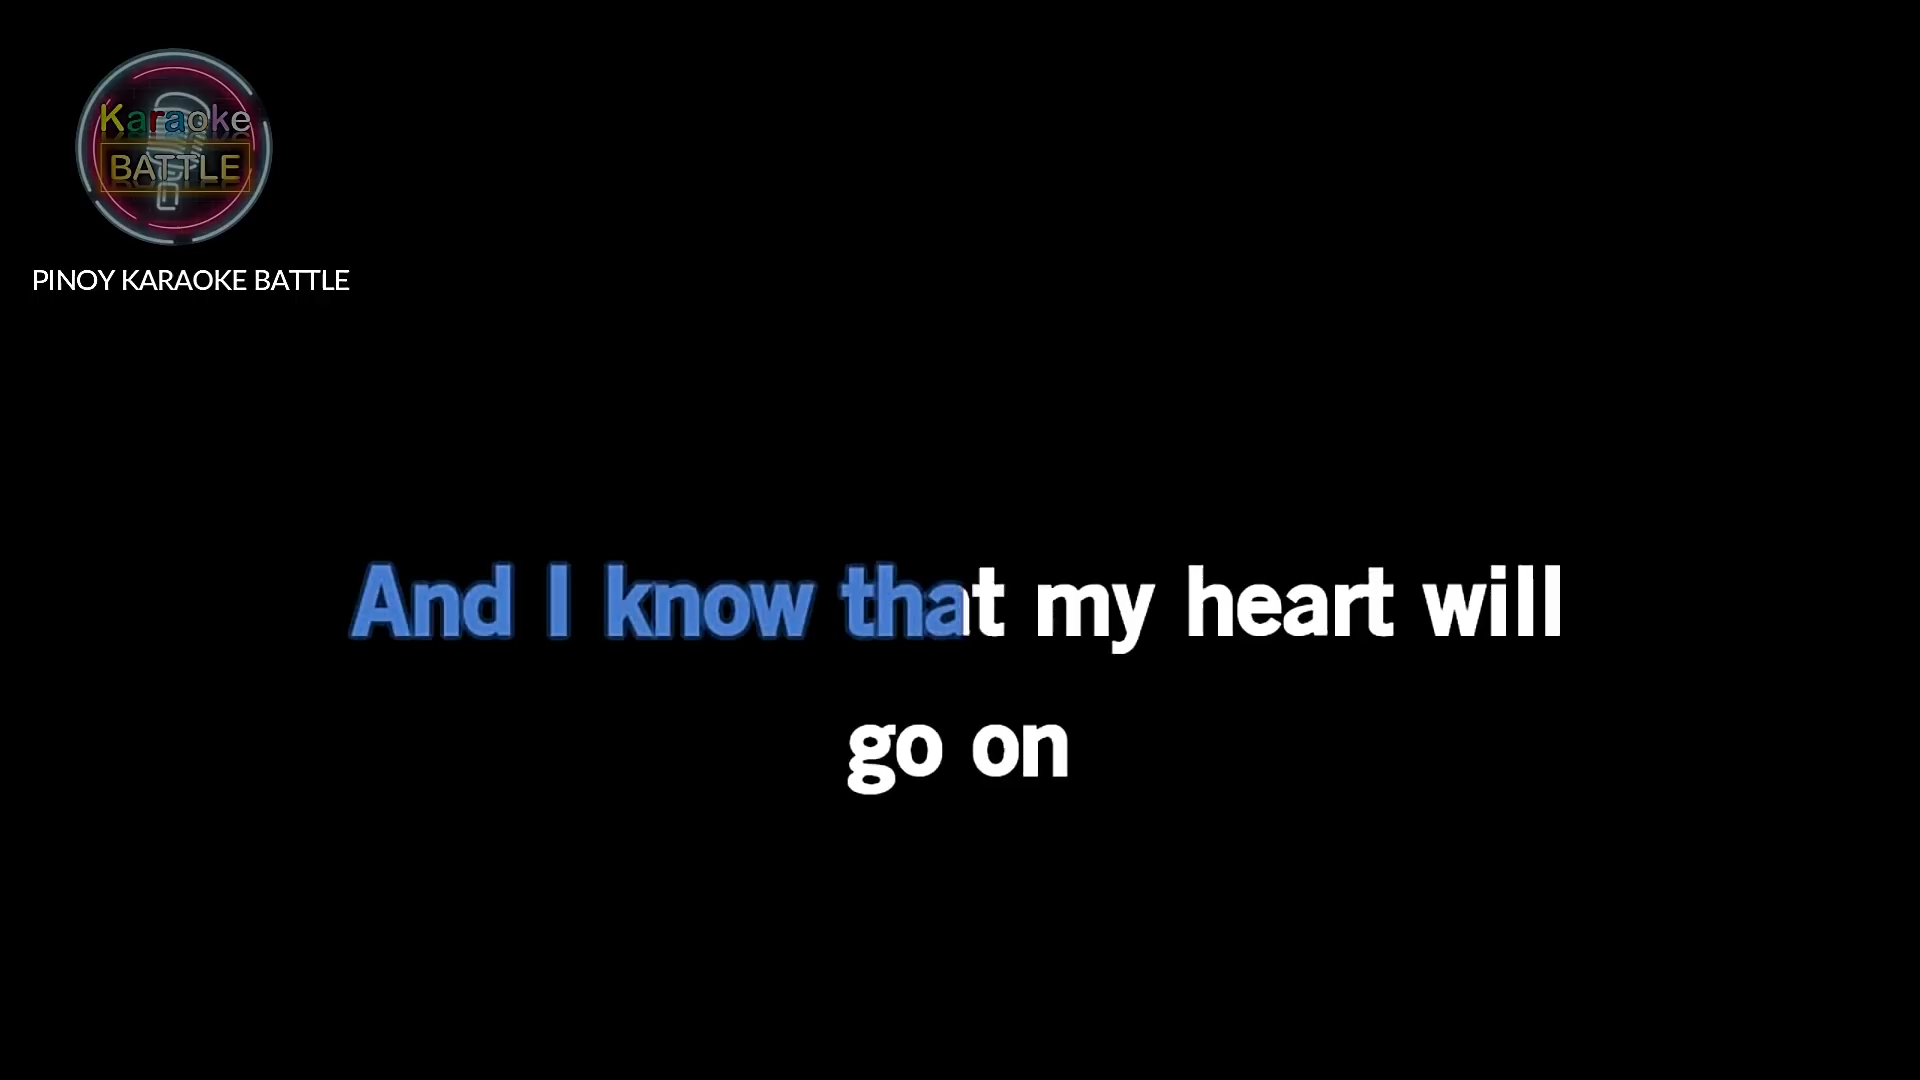 Karaoke
BATTLE
PINOY KARAOKE BATTLE
And I know that my heart will
go on